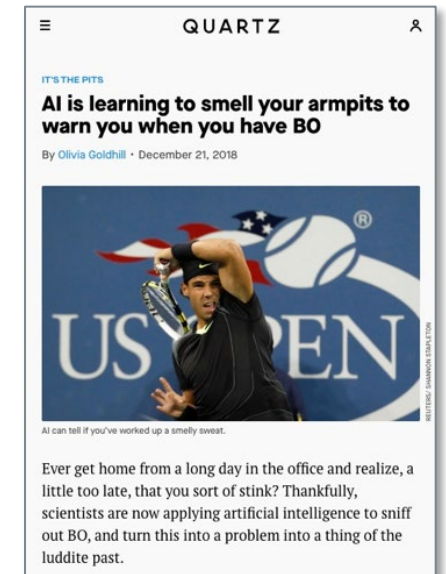 QUARTZ
IT'S THE PITS
AI is learning to smell your armpits to
warn you when you have BO
By Olivia Goldhill • December 21, 2018
®
US OPEN
REUTERS/ SHANNON STAPLETON
AI can tell if you've worked up a smelly sweat.
Ever get home from a long day in the office and realize, a
little too late, that you sort of stink? Thankfully,
scientists are now applying artificial intelligence to sniff
out BO, and turn this into a problem into a thing of the
luddite past.